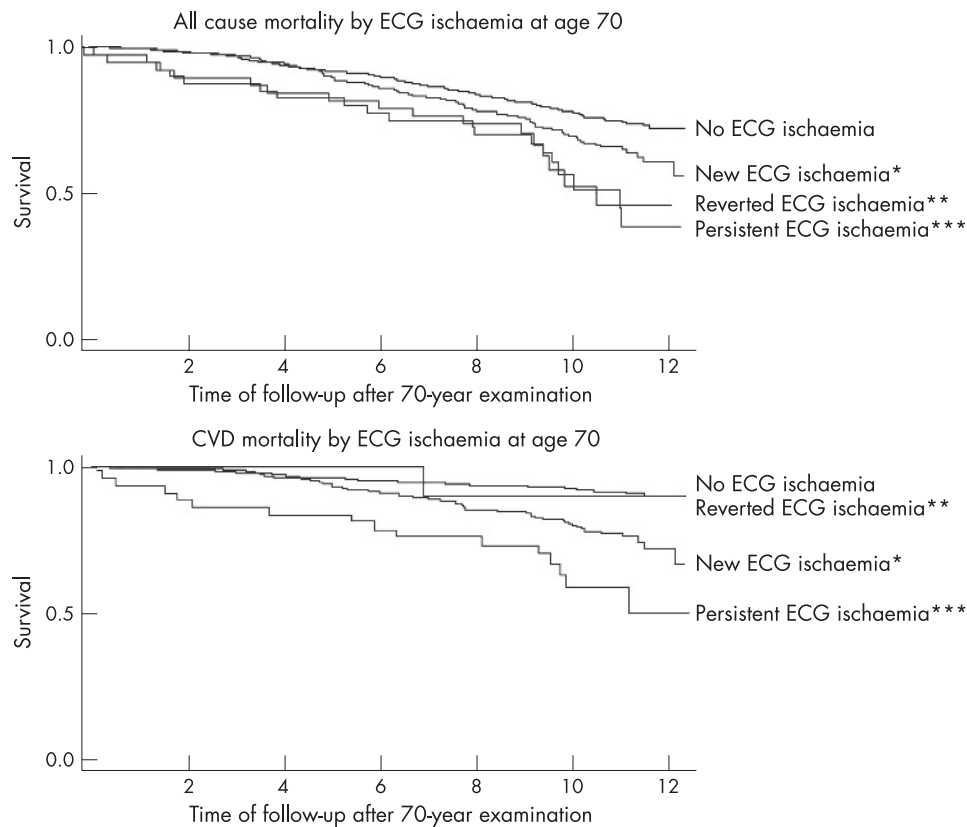 All cause mortality by ECG ischaemia at age 70
1.0
No ECG ischaemia
New ECG ischaemia*
0.5
Reverted ECG ischaemia**
Persistent ECG ischaemia***
Survival
0.0
2 4 6 8 10 12
Time of follow-up after 70-year examination
CVD mortality by ECG ischaemia at age 70
1.0
No ECG ischaemia
Reverted ECG ischaemia**
New ECG ischaemia*
0.5
Persistent ECG ischaemia***
Survival
0.0
2 4 6 8 10 12
Time of follow-up after 70-year examination